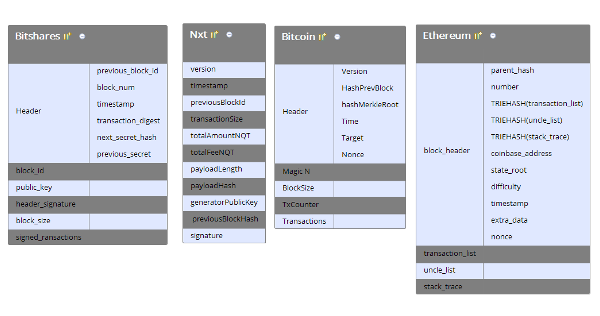 Bitshares
Header
previous_block_id
block_num
timestamp
transaction_digest
next_secret_hash
previous_secret
block_id
public_key
header_signature
block_size
signed_ransactions
Nxt
version
timestamp
previousBlockId
transactionSize
totalAmountNQT
totalFeeNQT
payloadLength
payloadHash
generatorPublicKey
previousBlockHash
signature
Bitcoin
Header
Version
HashPrevBlock
hashMerkleRoot
Time
Target
Nonce
Magic N
BlockSize
TxCounter
Transactions
Ethereum
block_header
parent_hash
number
TRIEHASH(transaction_list)
TRIEHASH(uncle_list)
TRIEHASH(stack_trace)
coinbase_address
state_root
difficulty
timestamp
extra_data
nonce
transaction_list
uncle_list
stack_trace